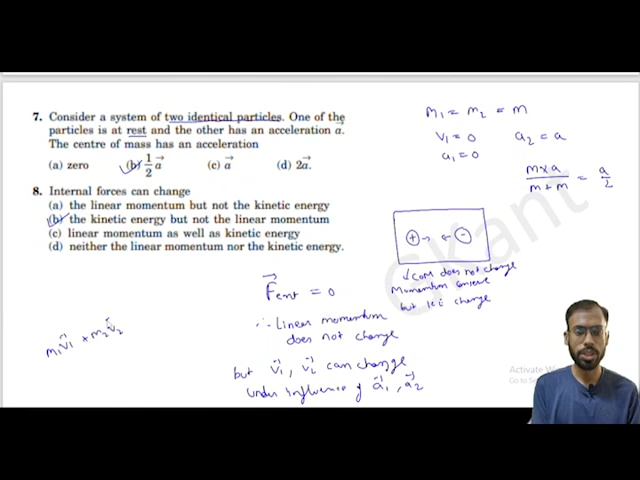 7. Consider a system of two identical particles. One of the
particles is at rest and the other has an acceleration a⃗.
The centre of mass has an acceleration
(a) zero (b) 1/2 a⃗ (c) a⃗ (d) 2a⃗.
8. Internal forces can change
(a) the linear momentum but not the kinetic energy
(b) the kinetic energy but not the linear momentum
(c) linear momentum as well as kinetic energy
(d) neither the linear momentum nor the kinetic energy.
m₁ = m₂ = m
v₁ = 0 a₂ = a
a₁ = 0
m×a / m+m = a/2
+ → ← -
↓ COM does not change
Momentum conserve
but k.E change
F⃗ext = 0
∴ Linear momentum
does not change
m₁v⃗₁ + m₂v⃗₂
but v⃗₁, v⃗₂ can change
under influence of a⃗₁, a⃗₂
Activate W
Go to Se